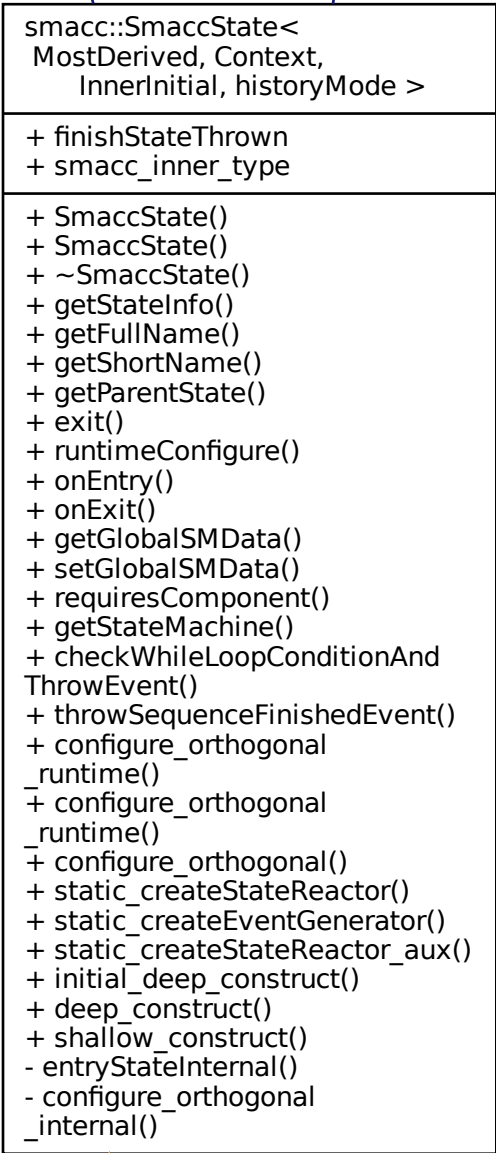 smacc::SmaccState<
MostDerived, Context,
InnerInitial, historyMode >
+ finishStateThrown
+ smacc_inner_type
+ SmaccState()
+ SmaccState()
+ ~SmaccState()
+ getStateInfo()
+ getFullName()
+ getShortName()
+ getParentState()
+ exit()
+ runtimeConfigure()
+ onEntry()
+ onExit()
+ getGlobalSMData()
+ setGlobalSMData()
+ requiresComponent()
+ getStateMachine()
+ checkWhileLoopConditionAnd
ThrowEvent()
+ throwSequenceFinishedEvent()
+ configure_orthogonal
_runtime()
+ configure_orthogonal
_runtime()
+ configure_orthogonal()
+ static_createStateReactor()
+ static_createEventGenerator()
+ static_createStateReactor_aux()
+ initial_deep_construct()
+ deep_construct()
+ shallow_construct()
- entryStateInternal()
- configure_orthogonal
_internal()